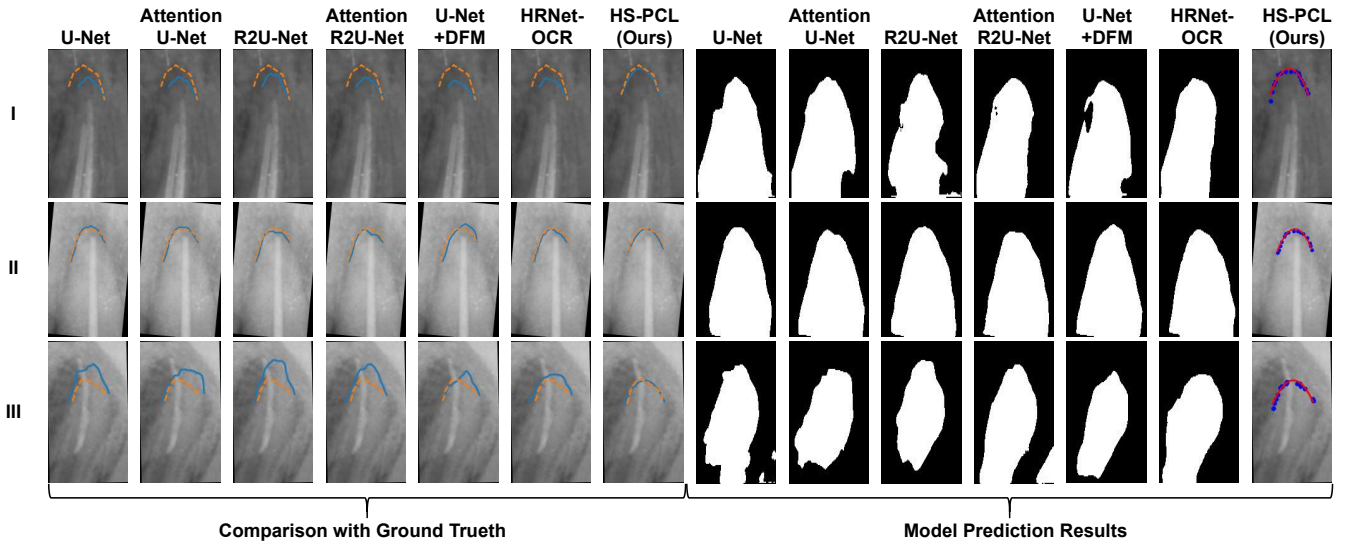 U-Net
Attention U-Net
R2U-Net
Attention R2U-Net
U-Net +DFM
HRNet-OCR
HS-PCL (Ours)
U-Net
Attention U-Net
R2U-Net
Attention R2U-Net
U-Net +DFM
HRNet-OCR
HS-PCL (Ours)
I
II
III
Comparison with Ground Trueth
Model Prediction Results